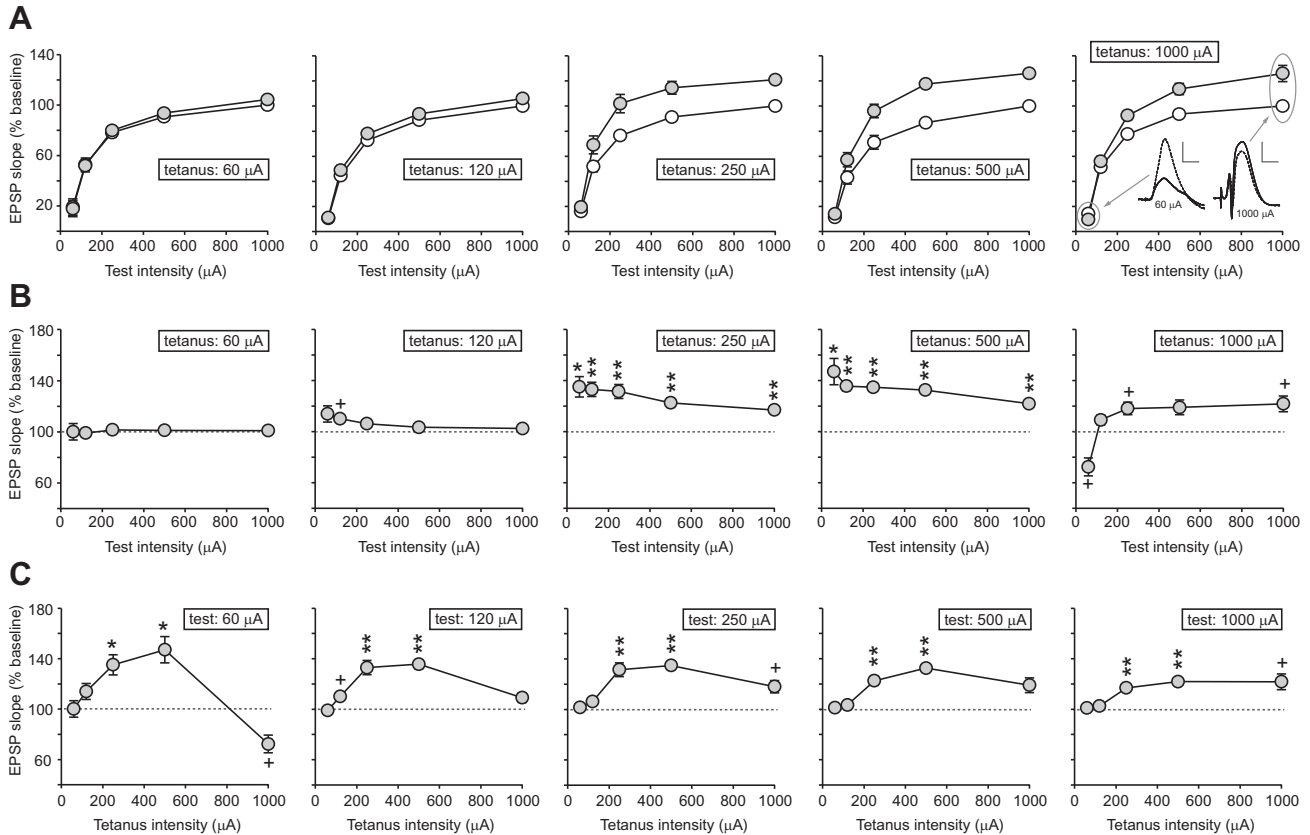 A
EPSP slope (% baseline)
140
100
60
20
tetanus: 60 µA
tetanus: 120 µA
tetanus: 250 µA
tetanus: 500 µA
tetanus: 1000 µA
60 µA
1000 µA
0 200 400 600 800 1000
0 200 400 600 800 1000
0 200 400 600 800 1000
0 200 400 600 800 1000
0 200 400 600 800 1000
Test intensity (µA)
Test intensity (µA)
Test intensity (µA)
Test intensity (µA)
Test intensity (µA)
B
EPSP slope (% baseline)
180
140
100
60
tetanus: 60 µA
tetanus: 120 µA
tetanus: 250 µA
tetanus: 500 µA
tetanus: 1000 µA
+
* ** ** ** **
* ** ** ** **
+ + +
0 200 400 600 800 1000
0 200 400 600 800 1000
0 200 400 600 800 1000
0 200 400 600 800 1000
0 200 400 600 800 1000
Test intensity (µA)
Test intensity (µA)
Test intensity (µA)
Test intensity (µA)
Test intensity (µA)
C
EPSP slope (% baseline)
180
140
100
60
test: 60 µA
test: 120 µA
test: 250 µA
test: 500 µA
test: 1000 µA
* * +
+ ** **
** ** +
** **
** ** +
0 200 400 600 800 1000
0 200 400 600 800 1000
0 200 400 600 800 1000
0 200 400 600 800 1000
0 200 400 600 800 1000
Tetanus intensity (µA)
Tetanus intensity (µA)
Tetanus intensity (µA)
Tetanus intensity (µA)
Tetanus intensity (µA)